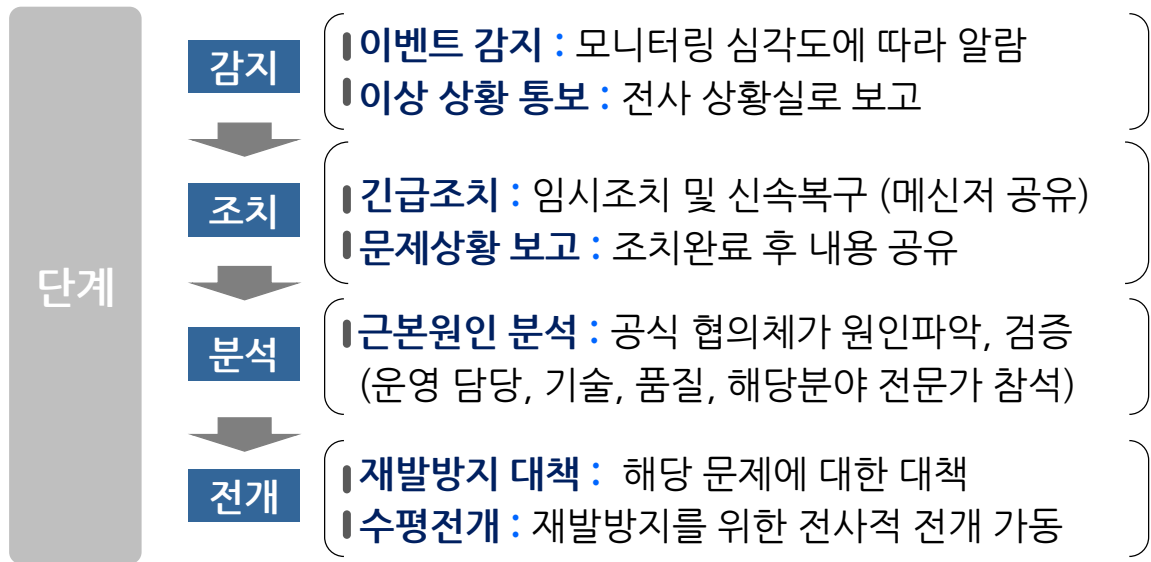 단계
감지
이벤트 감지 : 모니터링 심각도에 따라 알람
이상 상황 통보 : 전사 상황실로 보고
조치
긴급조치 : 임시조치 및 신속복구 (메신저 공유)
문제상황 보고 : 조치완료 후 내용 공유
분석
근본원인 분석 : 공식 협의체가 원인파악, 검증
(운영 담당, 기술, 품질, 해당분야 전문가 참석)
전개
재발방지 대책 : 해당 문제에 대한 대책
수평전개 : 재발방지를 위한 전사적 전개 가동